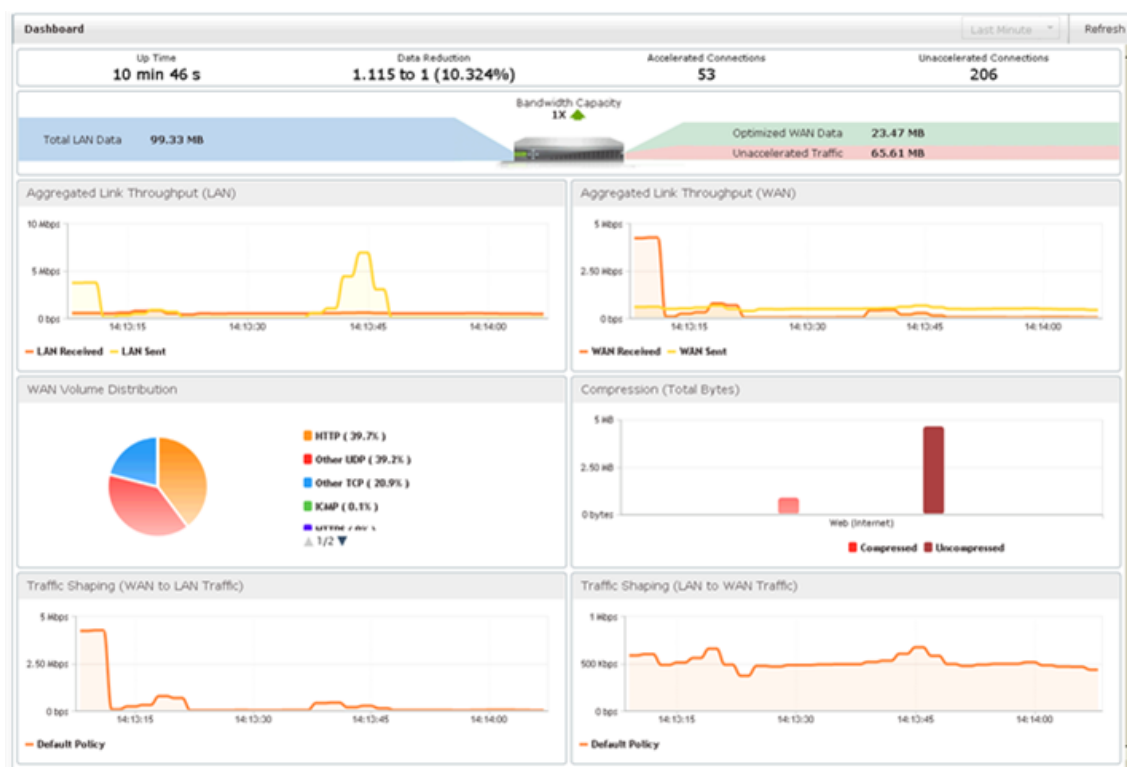 Dashboard
Last Minute
Refresh
Up Time
10 min 46 s
Data Reduction
1.115 to 1 (10.324%)
Accelerated Connections
53
Unaccelerated Connections
206
Bandwidth Capacity
1X
Total LAN Data 99.33 MB
Optimized WAN Data 23.47 MB
Unaccelerated Traffic 65.61 MB
Aggregated Link Throughput (LAN)
10 Mbps
5 Mbps
0 bps
14:13:15 14:13:30 14:13:45 14:14:00
LAN Received LAN Sent
Aggregated Link Throughput (WAN)
5 Mbps
2.50 Mbps
0 bps
14:13:15 14:13:30 14:13:45 14:14:00
WAN Received WAN Sent
WAN Volume Distribution
HTTP ( 39.7% )
Other UDP ( 39.2% )
Other TCP ( 20.9% )
ICMP ( 0.1% )
HTTPS ( 0% )
1/2
Compression (Total Bytes)
5 MB
2.50 MB
0 bytes
Web (Internet)
Compressed Uncompressed
Traffic Shaping (WAN to LAN Traffic)
5 Mbps
2.50 Mbps
0 bps
14:13:15 14:13:30 14:13:45 14:14:00
Default Policy
Traffic Shaping (LAN to WAN Traffic)
1 Mbps
500 Kbps
0 bps
14:13:15 14:13:30 14:13:45 14:14:00
Default Policy